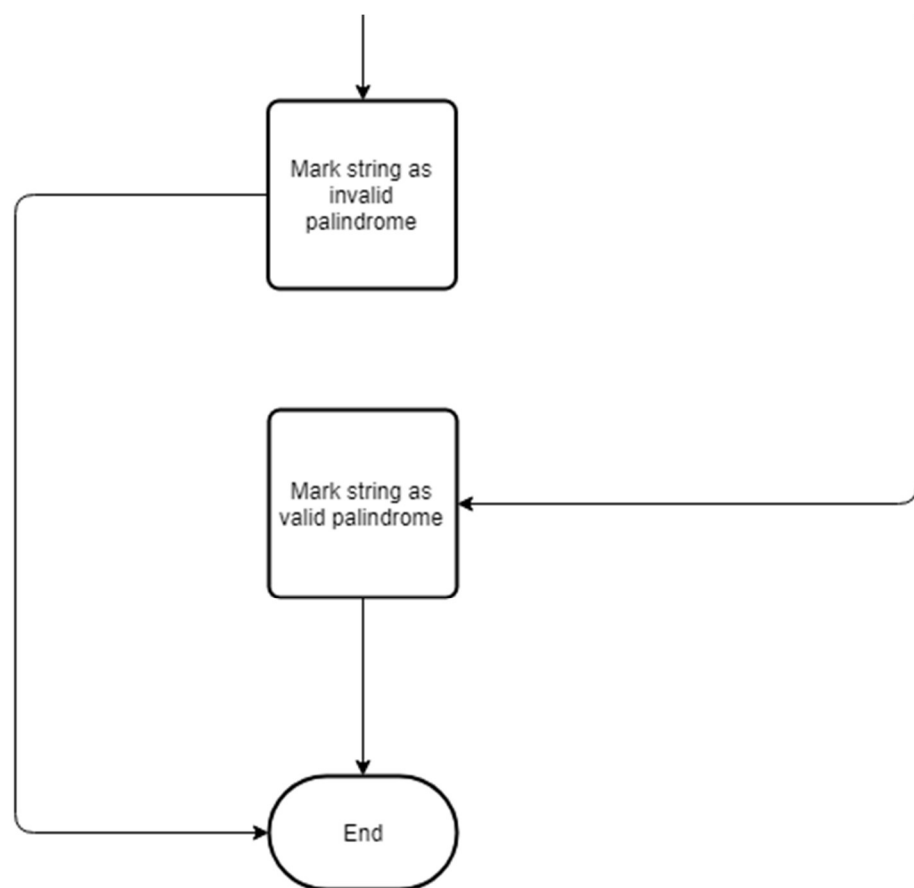 Mark string as
invalid
palindrome
Mark string as
valid palindrome
End